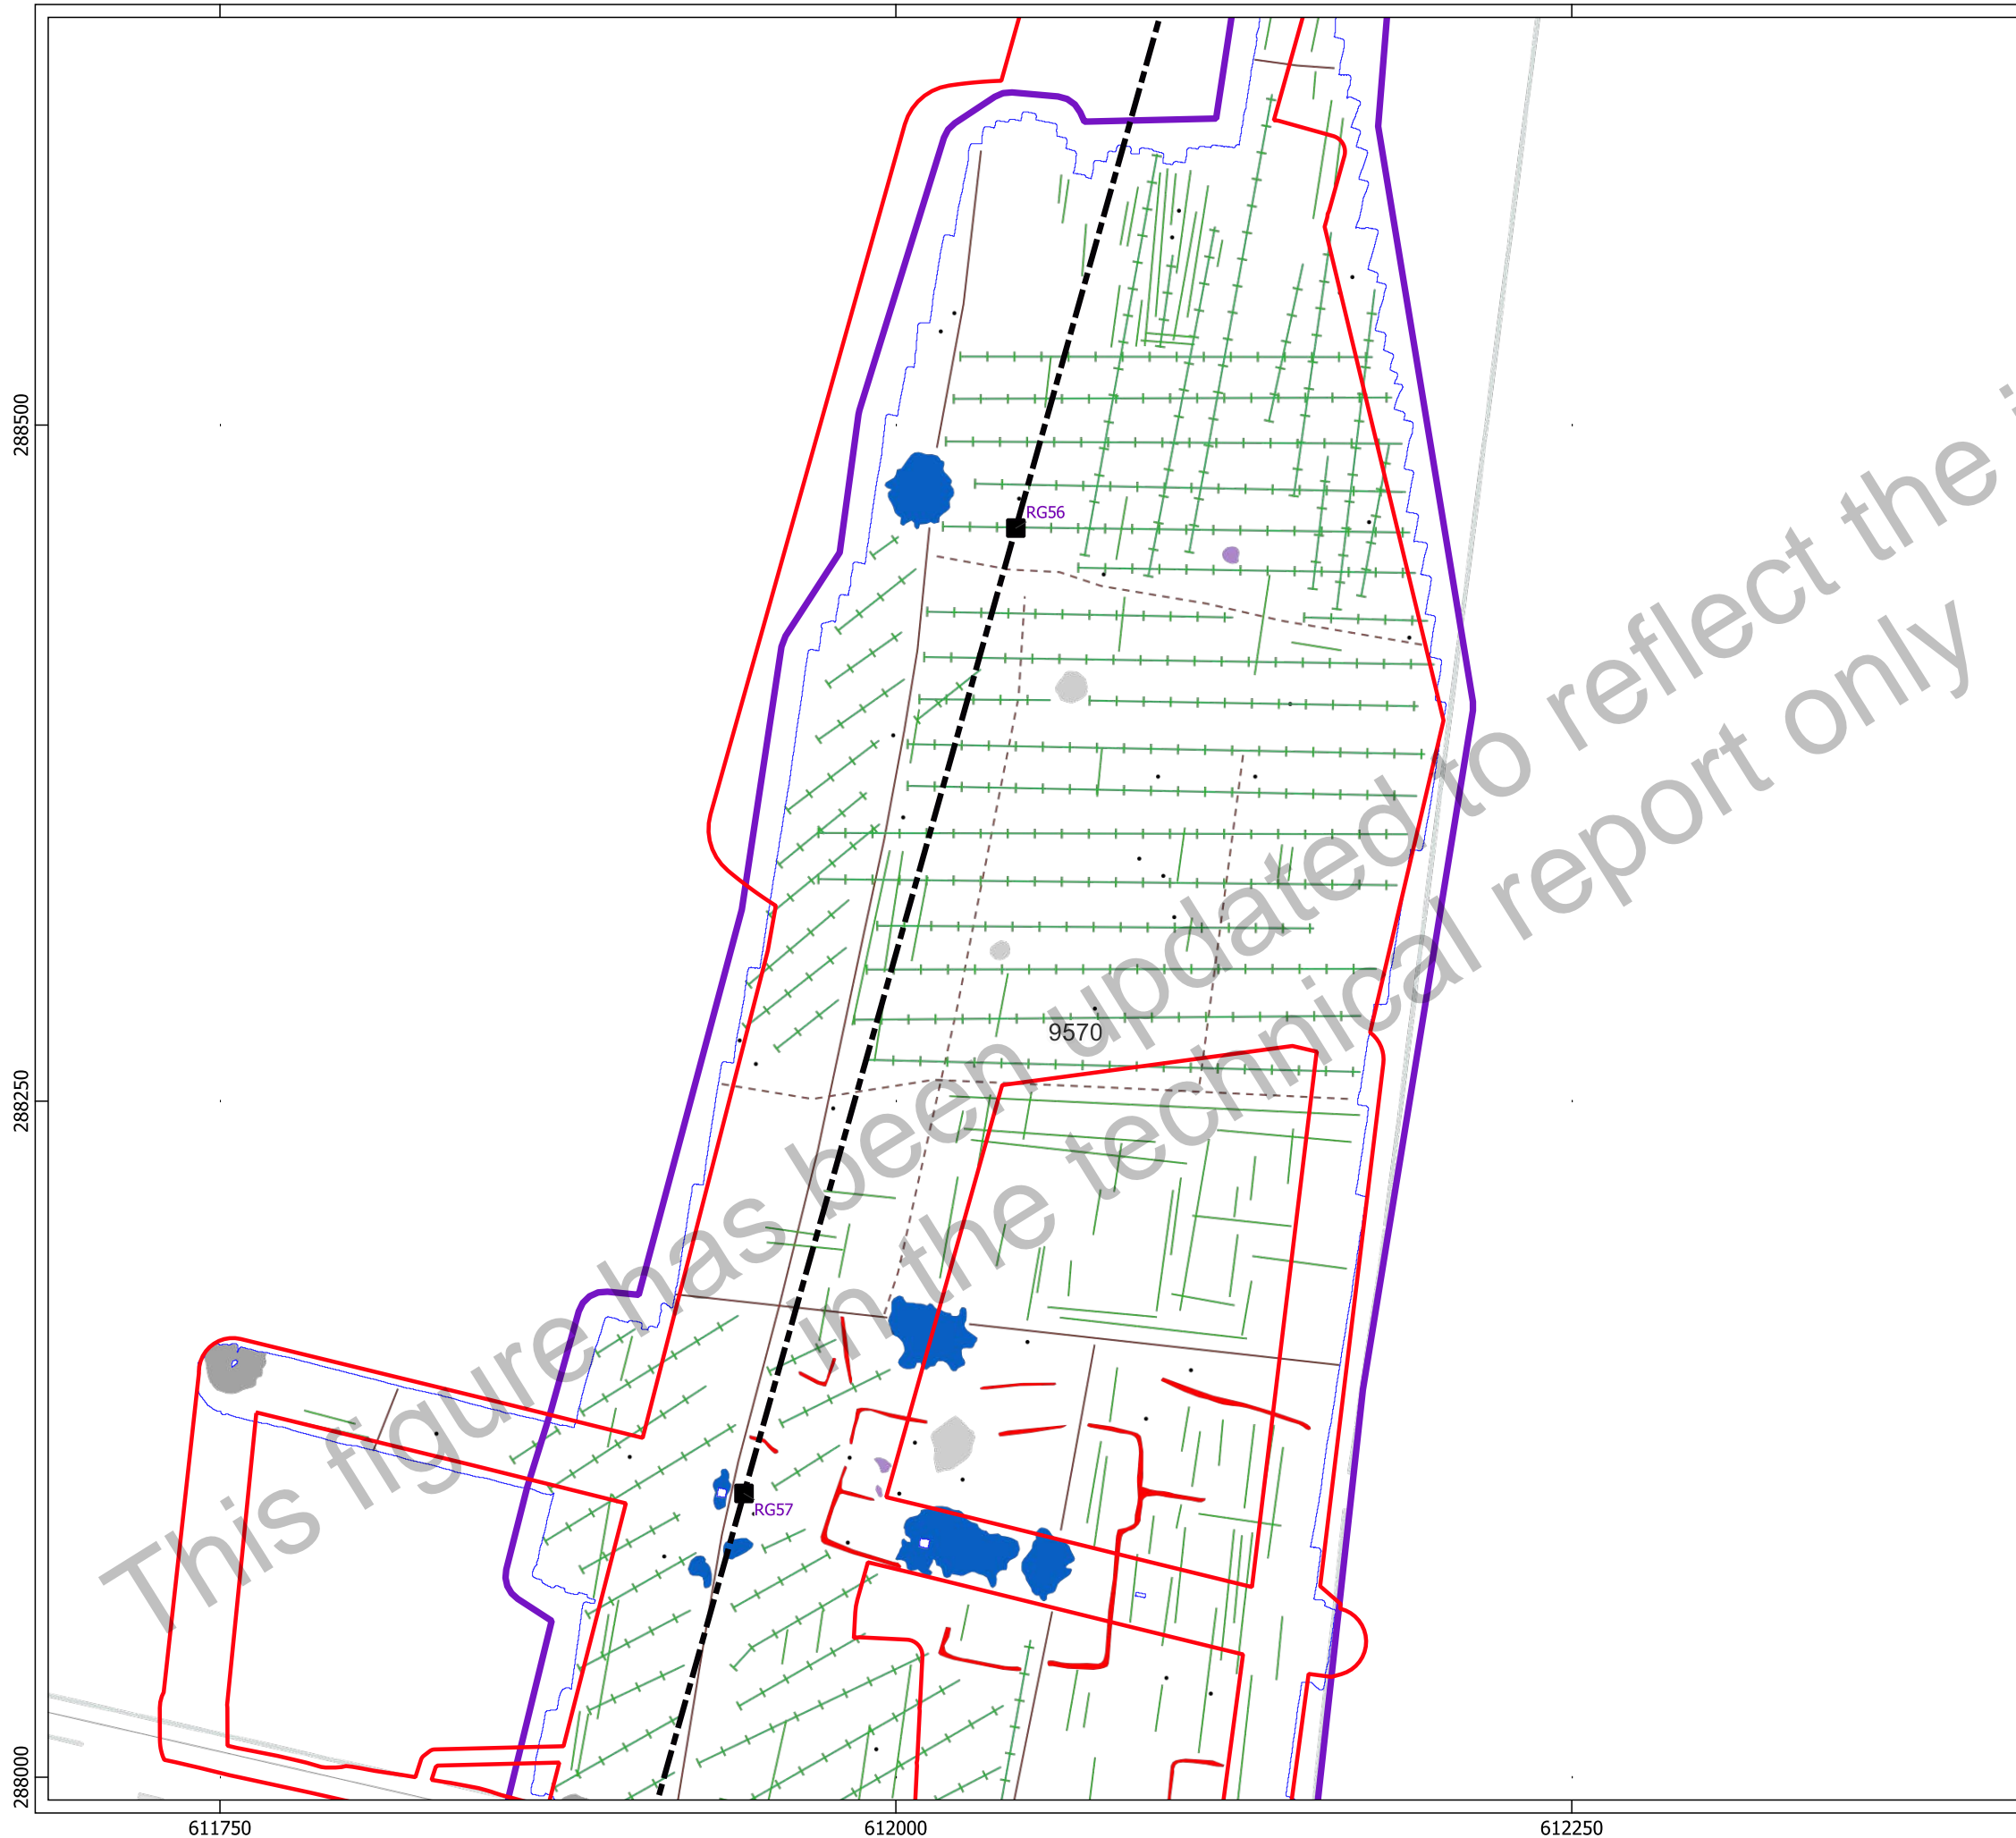 288500
288250
288000
RG56
9570
RG57
This figure has been updated to reflect the
in the technical report only
611750
612000
612250